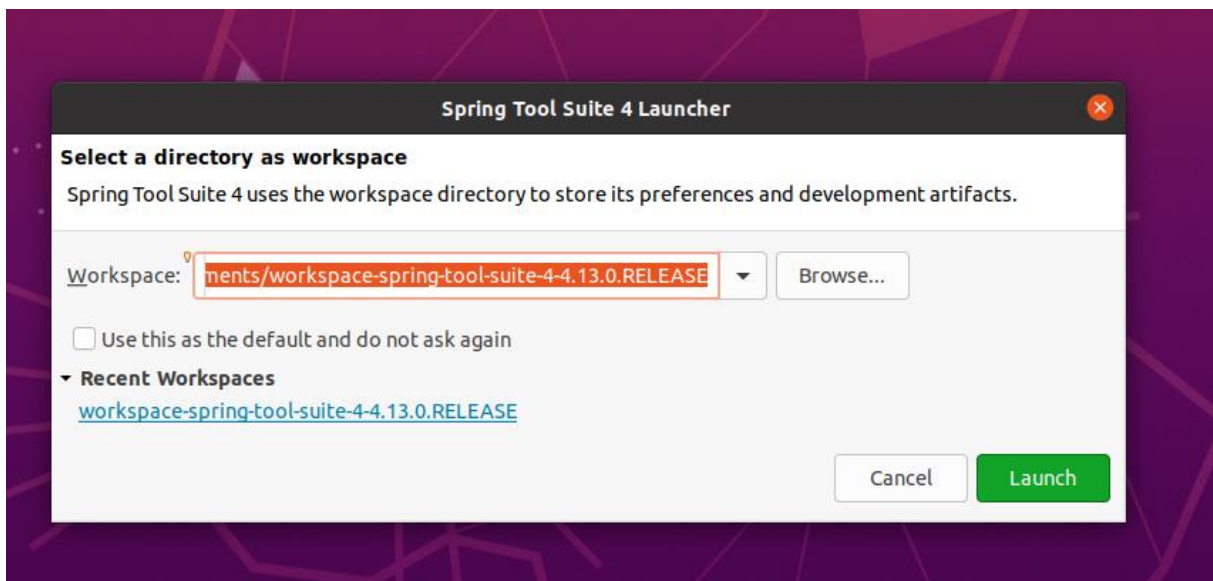 Spring Tool Suite 4 Launcher
Select a directory as workspace
Spring Tool Suite 4 uses the workspace directory to store its preferences and development artifacts.
Workspace: ments/workspace-spring-tool-suite-4-4.13.0.RELEASE Browse...
Use this as the default and do not ask again
Recent Workspaces
workspace-spring-tool-suite-4-4.13.0.RELEASE
Cancel Launch